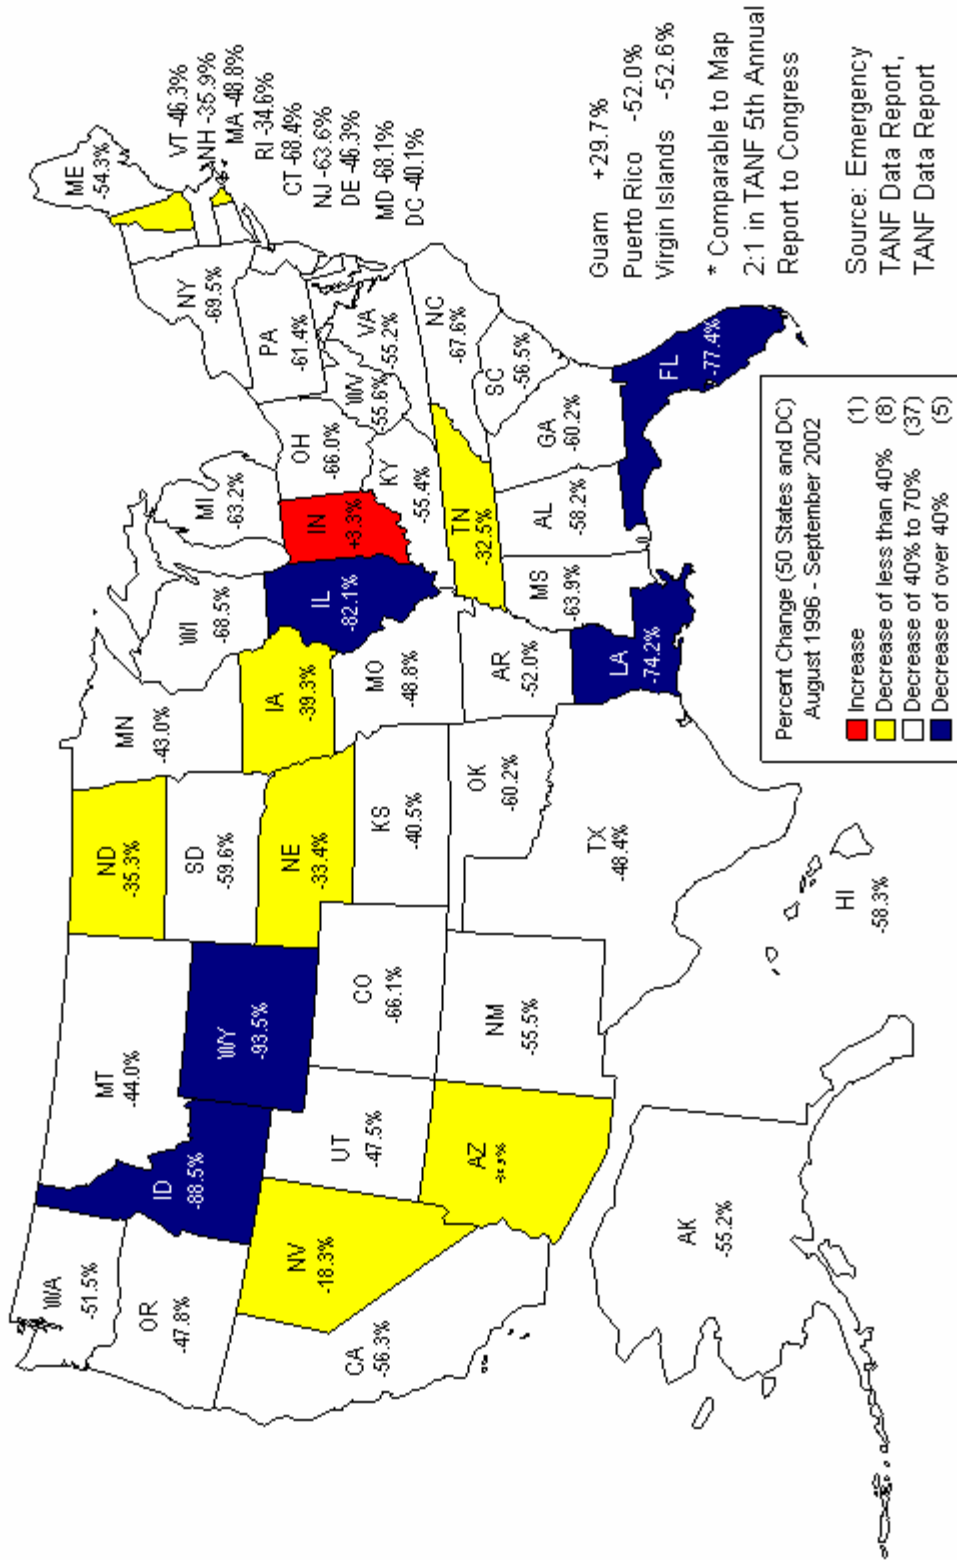 WA
-51.5%
OR
-47.8%
CA
-56.3%
NV
-18.3%
ID
-88.5%
MT
-44.0%
WY
-93.5%
UT
-47.5%
AZ
CO
-66.1%
NM
-55.5%
ND
-35.3%
SD
-59.6%
NE
-33.4%
KS
-40.5%
OK
-60.2%
TX
-48.4%
MN
-43.0%
IA
-39.3%
MO
-48.8%
AR
-52.0%
LA
-74.2%
WI
-68.5%
IL
-82.1%
MS
-63.9%
MI
-63.2%
IN
+3.3%
OH
-66.0%
KY
-55.4%
TN
-32.5%
AL
-58.2%
GA
-60.2%
FL
-77.4%
SC
-56.5%
NC
-67.6%
VA
-55.2%
WV
-55.6%
PA
-61.4%
NY
-69.5%
ME
-54.3%
VT -46.3%
NH -35.9%
MA -48.8%
RI -34.6%
CT -68.4%
NJ -63.6%
DE -46.3%
MD -68.1%
DC -40.1%
AK
-55.2%
HI
-58.3%
Guam +29.7%
Puerto Rico -52.0%
Virgin Islands -52.6%
* Comparable to Map
2:1 in TANF 5th Annual
Report to Congress
Source: Emergency
TANF Data Report,
TANF Data Report
Percent Change (50 States and DC)
August 1996 - September 2002
Increase (1)
Decrease of less than 40% (8)
Decrease of 40% to 70% (37)
Decrease of over 40% (5)